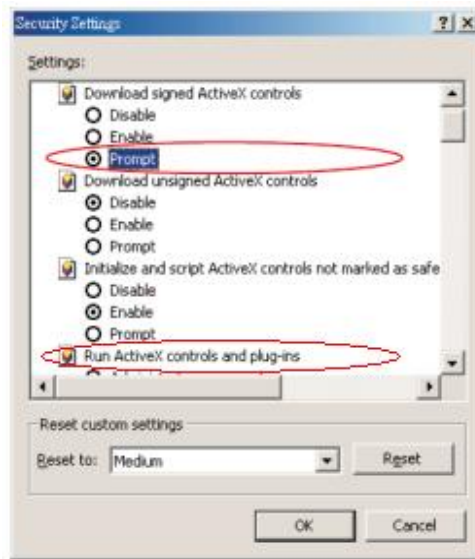 Security Settings
Settings:
Download signed ActiveX controls
Disable
Enable
Prompt
Download unsigned ActiveX controls
Disable
Enable
Prompt
Initialize and script ActiveX controls not marked as safe
Disable
Enable
Prompt
Run ActiveX controls and plug-ins
Reset custom settings
Reset to: Medium Reset
OK Cancel